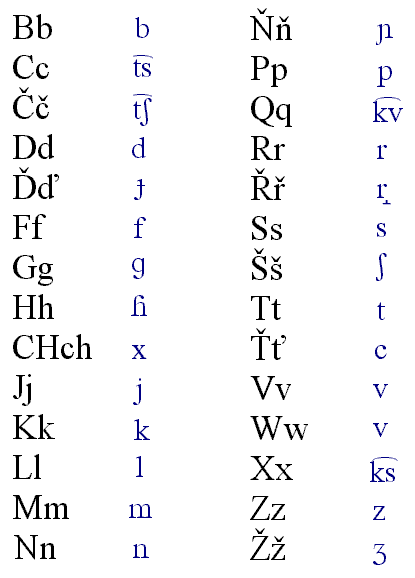 Bb b Ňň ɲ
Cc t͡s Pp p
Čč t͡ʃ Qq k͡v
Dd d Rr r
Ďď ɟ Řř r̝
Ff f Ss s
Gg ɡ Šš ʃ
Hh ɦ Tt t
CHch x Ťť c
Jj j Vv v
Kk k Ww v
Ll l Xx k͡s
Mm m Zz z
Nn n Žž ʒ